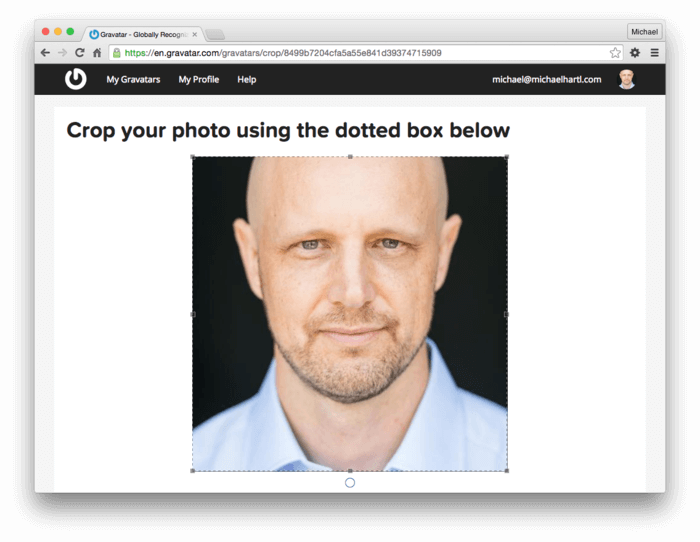 Gravatar - Globally Recogni
Michael
https://en.gravatar.com/gravatars/crop/8499b7204cfa5a55e841d39374715909
My Gravatars My Profile Help michael@michaelhartl.com
Crop your photo using the dotted box below